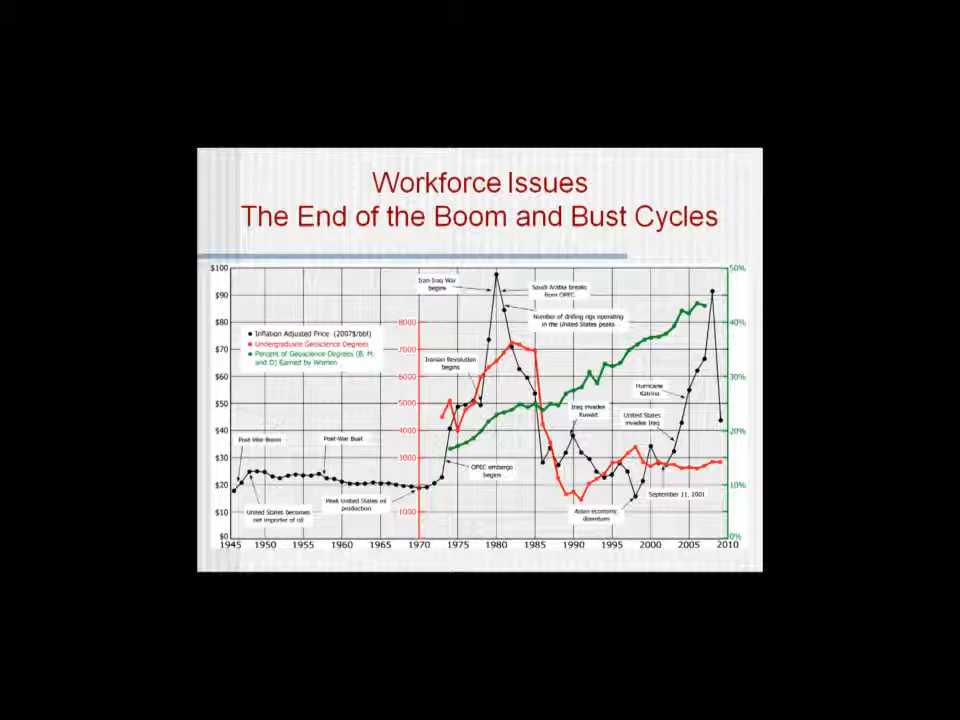 Workforce Issues
The End of the Boom and Bust Cycles
$100
$90
$80
$70
$60
$50
$40
$30
$20
$10
$0
8000
7000
6000
5000
4000
3000
1000
50%
40%
30%
20%
10%
0%
Inflation Adjusted Price (2007$/bbl)
Undergraduate Geoscience Degrees
Percent of Geoscience Degrees (B, M,
and D) Earned by Women
Iran Iraq War
begins
Saudi Arabia breaks
from OPEC
Number of drilling rigs operating
in the United States peaks
Iranian Revolution
begins
Hurricane
Katrina
Iraq invades
Kuwait
United States
invades Iraq
Post-War Boom
Post-War Bust
OPEC embargo
begins
Peak United States oil
production
September 11, 2001
United States becomes
net importer of oil
Asian economic
downturn
1945 1950 1955 1960 1965 1970 1975 1980 1985 1990 1995 2000 2005 2010